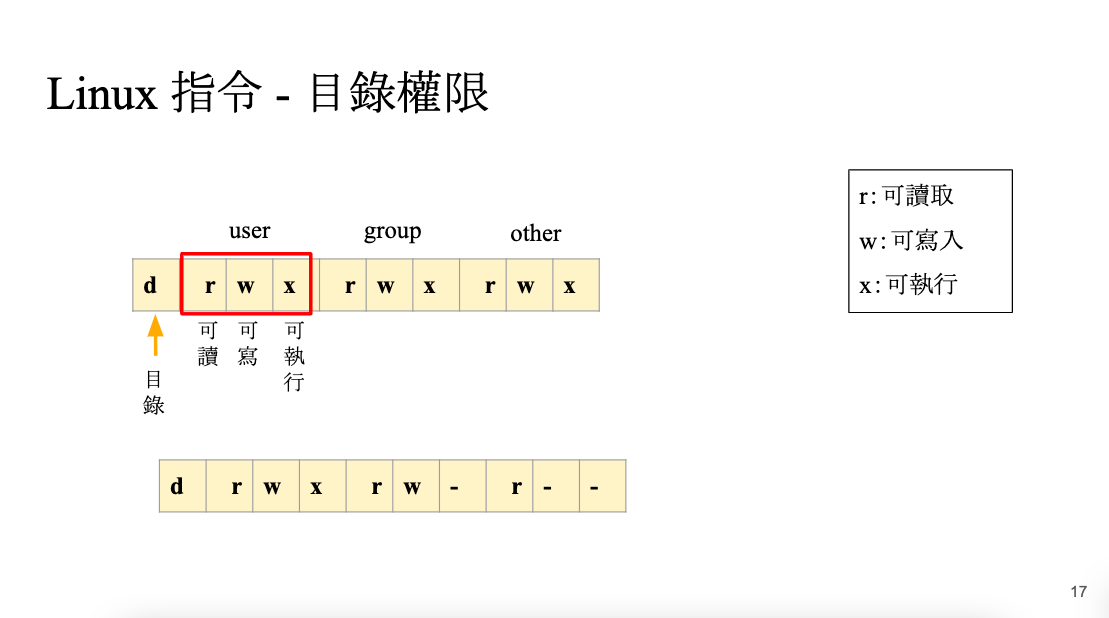 Linux 指令 - 目錄權限
r:可讀取
w:可寫入
x:可執行
user group other
d r w x r w x r w x
可讀 可寫 可執行
目錄
d r w x r w - r - -
17